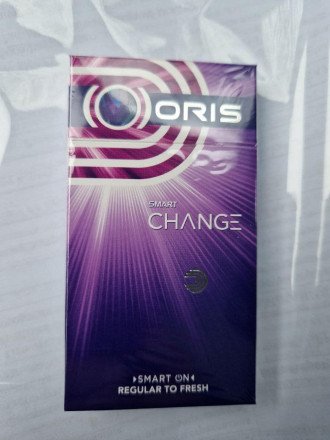 ORIS
SMART
CHANGE
SMART ON
REGULAR TO FRESH